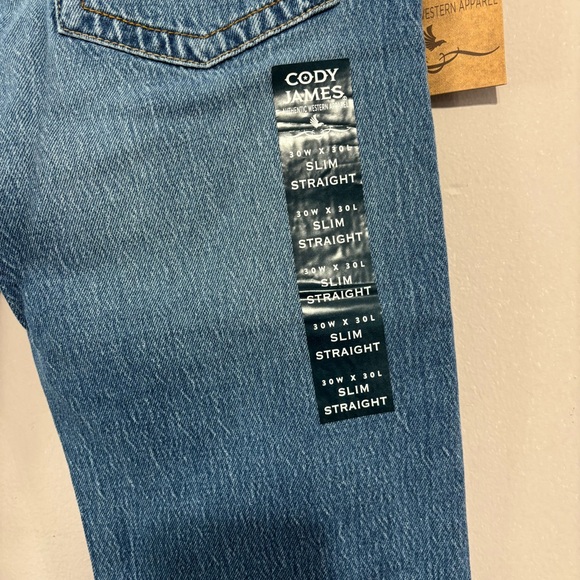 WESTERN APPAREL
CODY
JAMES®
AUTHENTIC WESTERN APPAREL
30W X 30L
SLIM
STRAIGHT
30W X 30L
SLIM
STRAIGHT
30W X 30L
SLIM
STRAIGHT
30W X 30L
SLIM
STRAIGHT
30W X 30L
SLIM
STRAIGHT